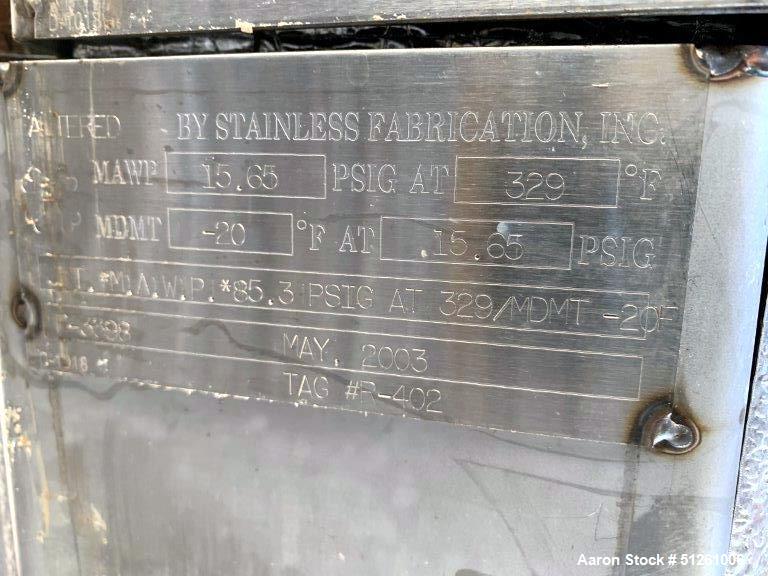 ALTERED BY STAINLESS FABRICATION, INC.
MAWP 15.65 PSIG AT 329 °F
MDMT -20 °F AT 15.65 PSIG
*M.A.W.P.*85.3 PSIG AT 329/MDMT -20F
MAY, 2003
TAG #R-402
Aaron Stock #